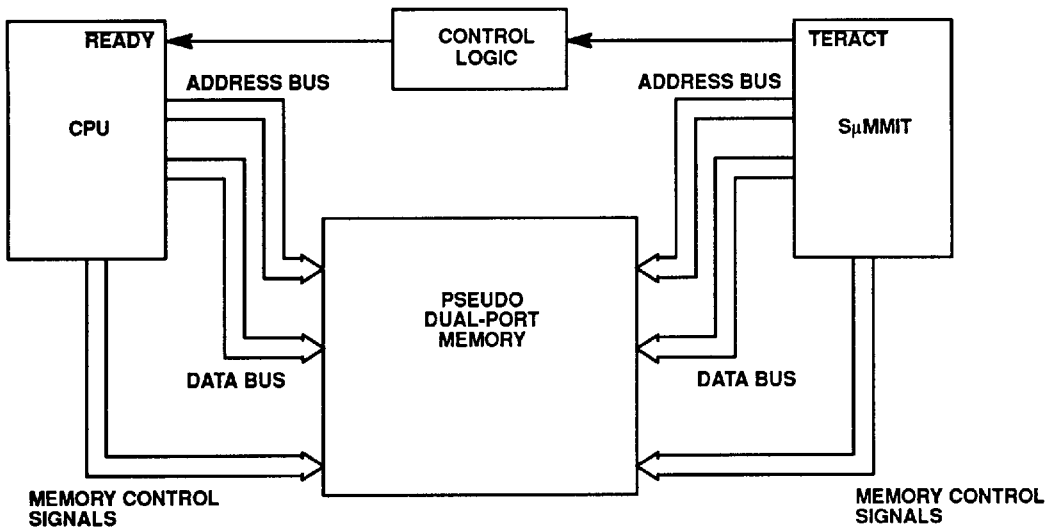 READY
CONTROL
LOGIC
TERACT
ADDRESS BUS
ADDRESS BUS
CPU
SμMMIT
PSEUDO
DUAL-PORT
MEMORY
DATA BUS
DATA BUS
MEMORY CONTROL
SIGNALS
MEMORY CONTROL
SIGNALS